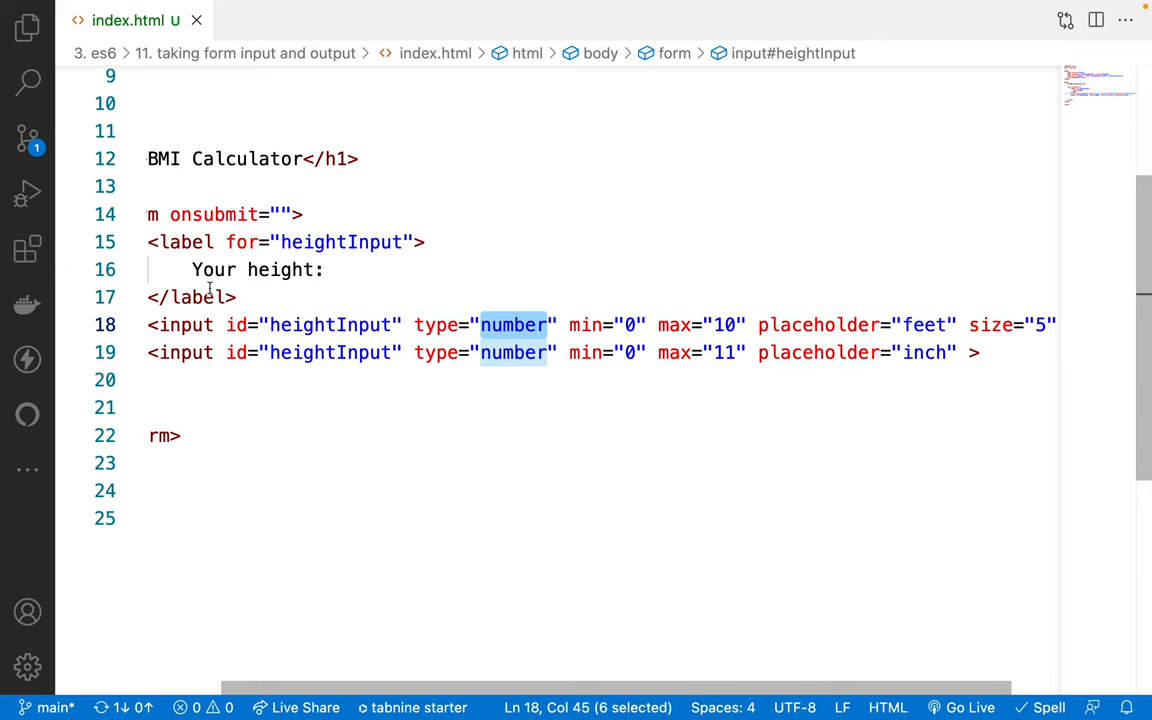 index.html U
3. es6 > 11. taking form input and output > index.html > html > body > form > input#heightInput
9
10
11
12 BMI Calculator</h1>
13
14 m onsubmit="">
15 <label for="heightInput">
16 Your height:
17 </label>
18 <input id="heightInput" type="number" min="0" max="10" placeholder="feet" size="5"
19 <input id="heightInput" type="number" min="0" max="11" placeholder="inch" >
20
21
22 rm>
23
24
25
1
main* 1↓ 0↑ 0 0 Live Share tabnine starter Ln 18, Col 45 (6 selected) Spaces: 4 UTF-8 LF HTML Go Live Spell